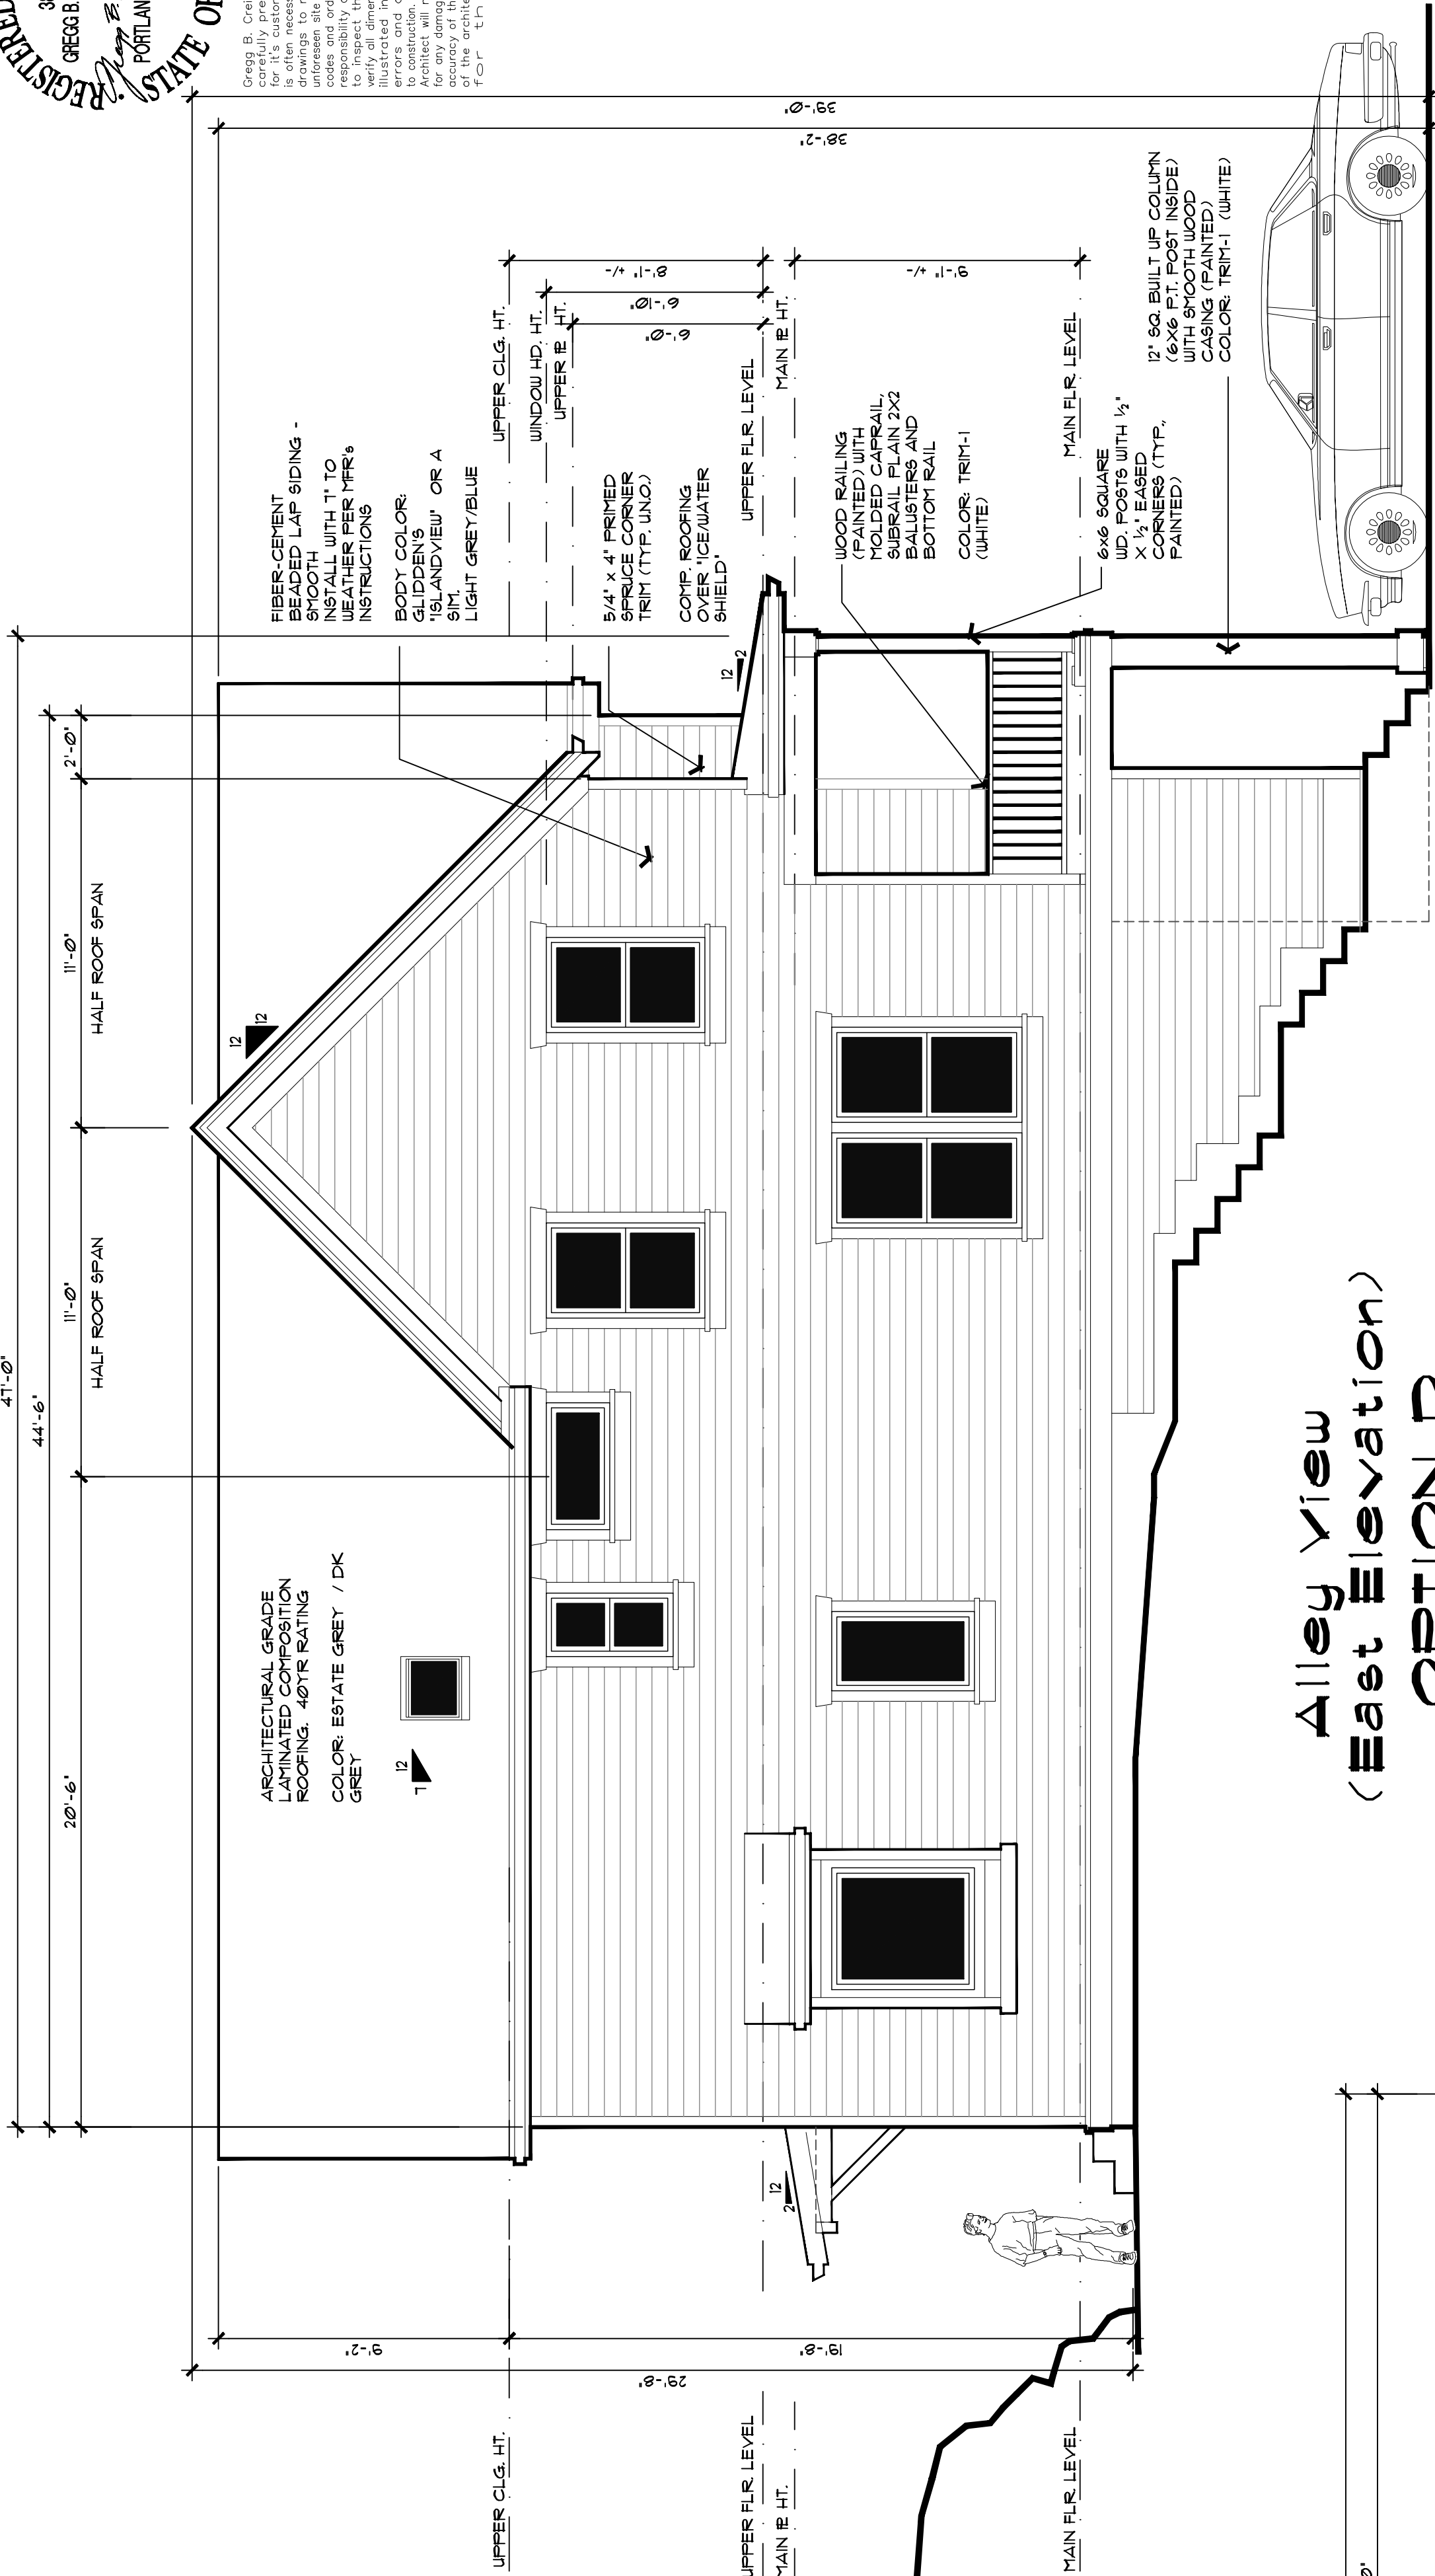 REGISTERED
GREGG B.
PORTLAN
STATE OF
Gregg B. Crei
carefully pre
for it's custom
is often necess
drawings to
unforeseen site
codes and ord
responsibility
to inspect th
verify all dime
illustrated in
errors and
to construction.
Architect will
for any damag
accuracy of th
of the archite
for th
47'-0"
44'-6"
20'-6"
11'-0"
HALF ROOF SPAN
11'-0"
HALF ROOF SPAN
2'-0"
39'-0"
38'-2"
ARCHITECTURAL GRADE
LAMINATED COMPOSITION
ROOFING. 40YR RATING
COLOR: ESTATE GREY / DK
GREY
12
7
12
12
FIBER-CEMENT
BEADED LAP SIDING -
SMOOTH
INSTALL WITH 7" TO
WEATHER PER MFR's
INSTRUCTIONS
BODY COLOR:
GLIDDEN'S
"ISLANDVIEW" OR A
SIM.
LIGHT GREY/BLUE
5/4' x 4" PRIMED
SPRUCE CORNER
TRIM (TYP. U.N.O.)
COMP. ROOFING
OVER "ICE/WATER
SHIELD"
12
2
UPPER CLG. HT.
WINDOW HD. HT.
UPPER PL HT.
UPPER FLR. LEVEL
MAIN PL HT.
MAIN FLR. LEVEL
8'-1" +/-
6'-10"
6'-0"
9'-1" +/-
WOOD RAILING
(PAINTED) WITH
MOLDED CAPRAIL,
SUBRAIL PLAIN 2X2
BALUSTERS AND
BOTTOM RAIL
COLOR: TRIM-1
(WHITE)
6X6 SQUARE
WD. POSTS WITH ½"
X ½" EASED
CORNERS (TYP.,
PAINTED)
12" SQ. BUILT UP COLUMN
(6X6 P.T. POST INSIDE)
WITH SMOOTH WOOD
CASING (PAINTED)
COLOR: TRIM-1 (WHITE)
12
2
9'-2"
19'-8"
29'-8"
UPPER CLG. HT.
UPPER FLR. LEVEL
MAIN PL HT.
MAIN FLR. LEVEL
Alley View
(East Elevation)